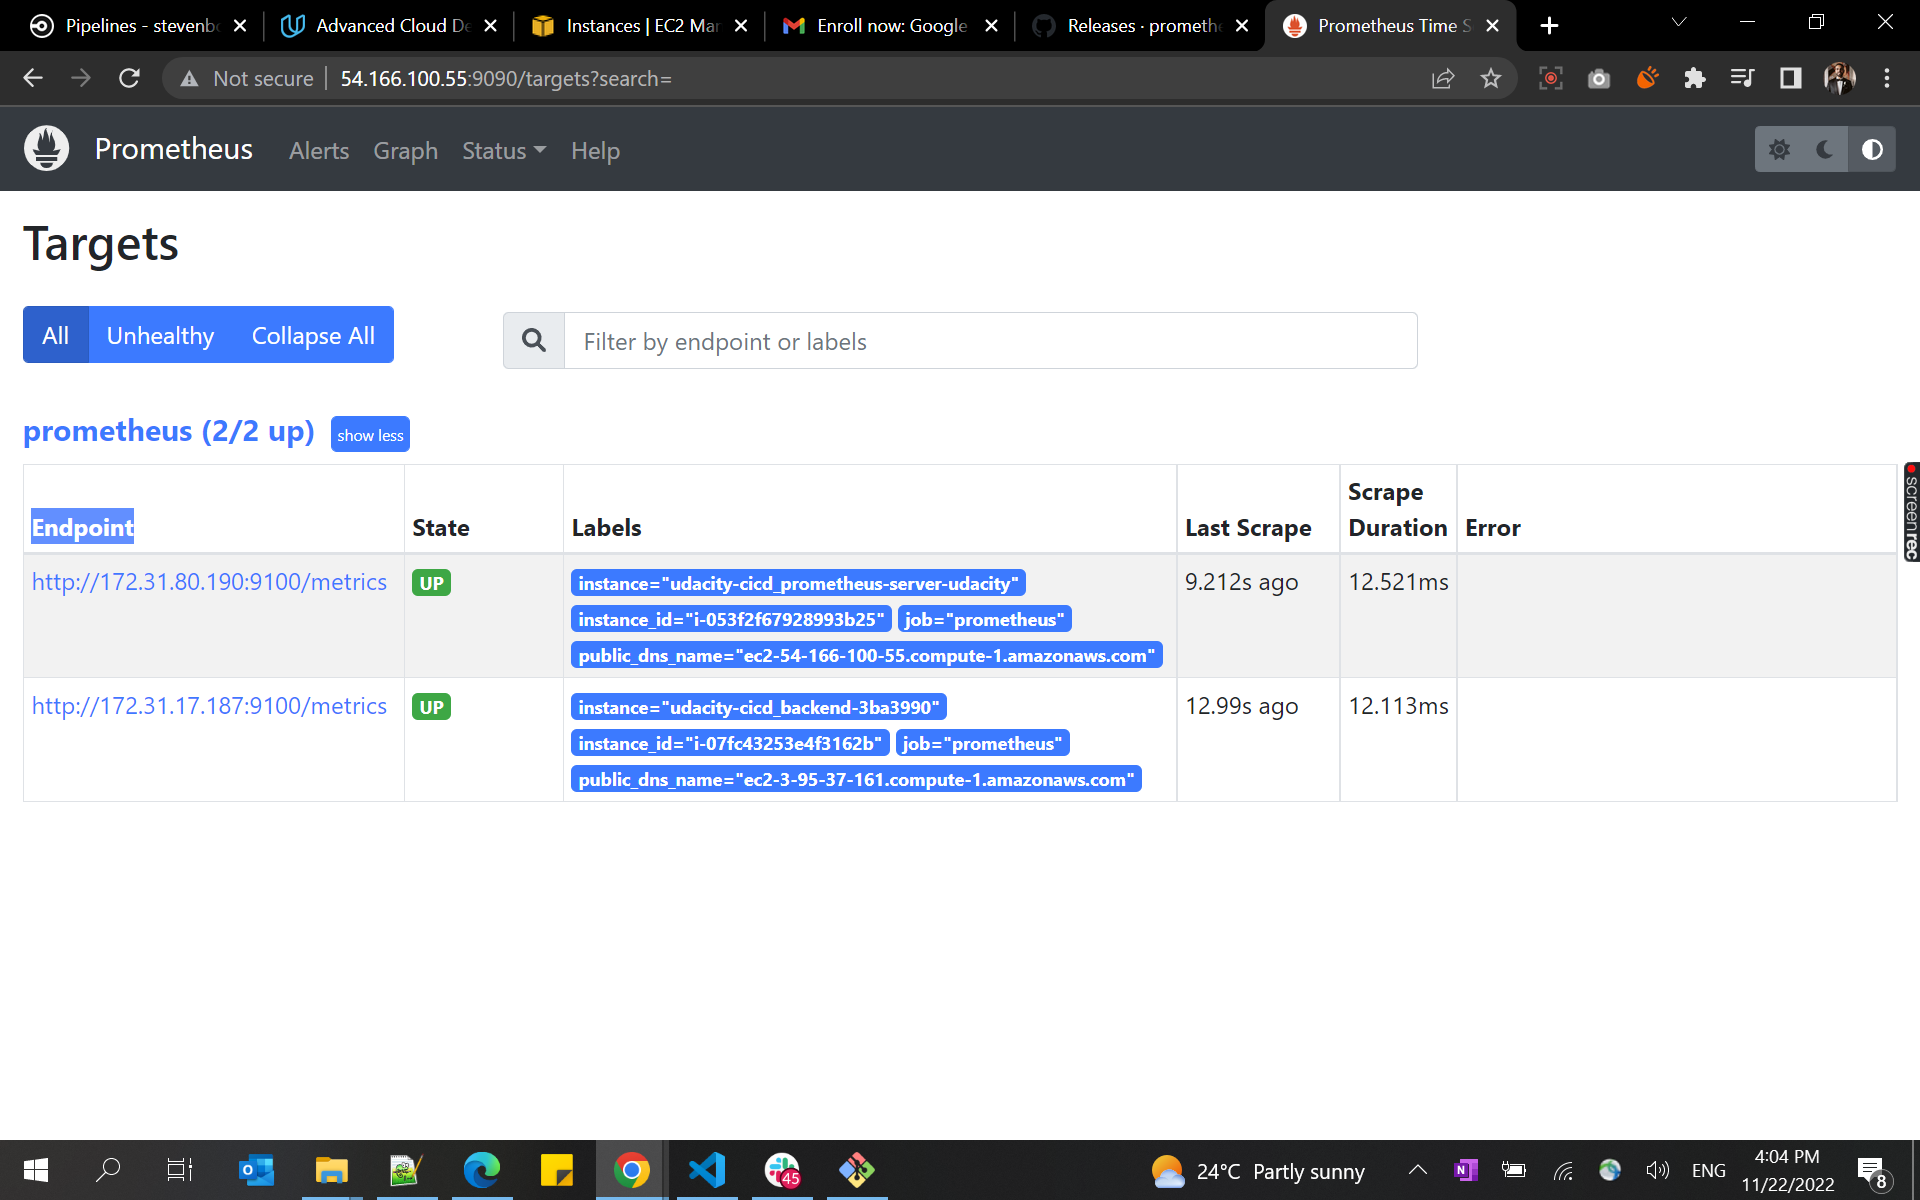 Pipelines - stevenbo
Advanced Cloud De
Instances | EC2 Man
Enroll now: Google
Releases · promethe
Prometheus Time S
Not secure
54.166.100.55:9090/targets?search=
Prometheus
Alerts
Graph
Status
Help
Targets
All
Unhealthy
Collapse All
Filter by endpoint or labels
prometheus (2/2 up)
show less
Endpoint
State
Labels
Last Scrape
Scrape
Duration
Error
http://172.31.80.190:9100/metrics
UP
instance="udacity-cicd_prometheus-server-udacity"
instance_id="i-053f2f67928993b25" job="prometheus"
public_dns_name="ec2-54-166-100-55.compute-1.amazonaws.com"
9.212s ago
12.521ms
http://172.31.17.187:9100/metrics
UP
instance="udacity-cicd_backend-3ba3990"
instance_id="i-07fc43253e4f3162b" job="prometheus"
public_dns_name="ec2-3-95-37-161.compute-1.amazonaws.com"
12.99s ago
12.113ms
screenrec
45
24°C Partly sunny
ENG
4:04 PM
11/22/2022
8